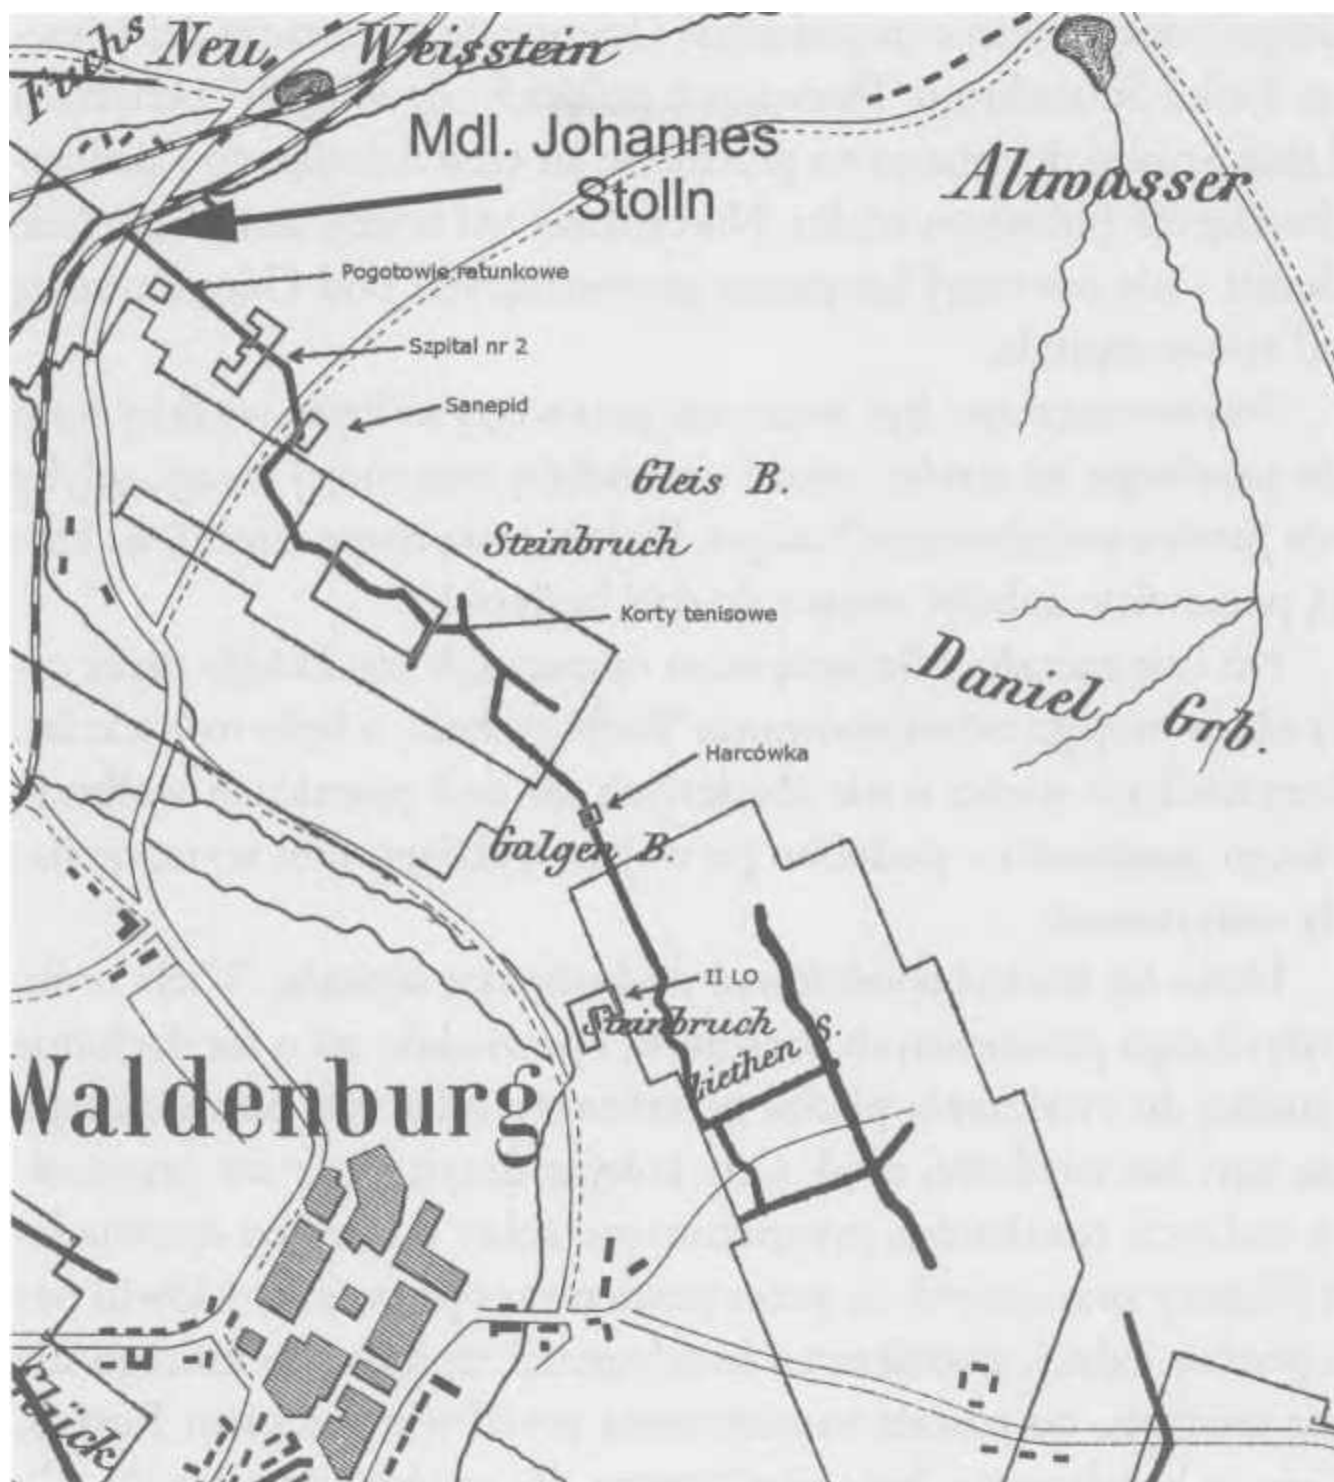 Fuchs
Neu Weisstein
Mdl. Johannes
Stolln
Altwasser
Pogotowie ratunkowe
Szpital nr 2
Sanepid
Gleis B.
Steinbruch
Korty tenisowe
Daniel Grb.
Harcówka
Galgen B.
II LO
Steinbruch
S.
Waldenburg